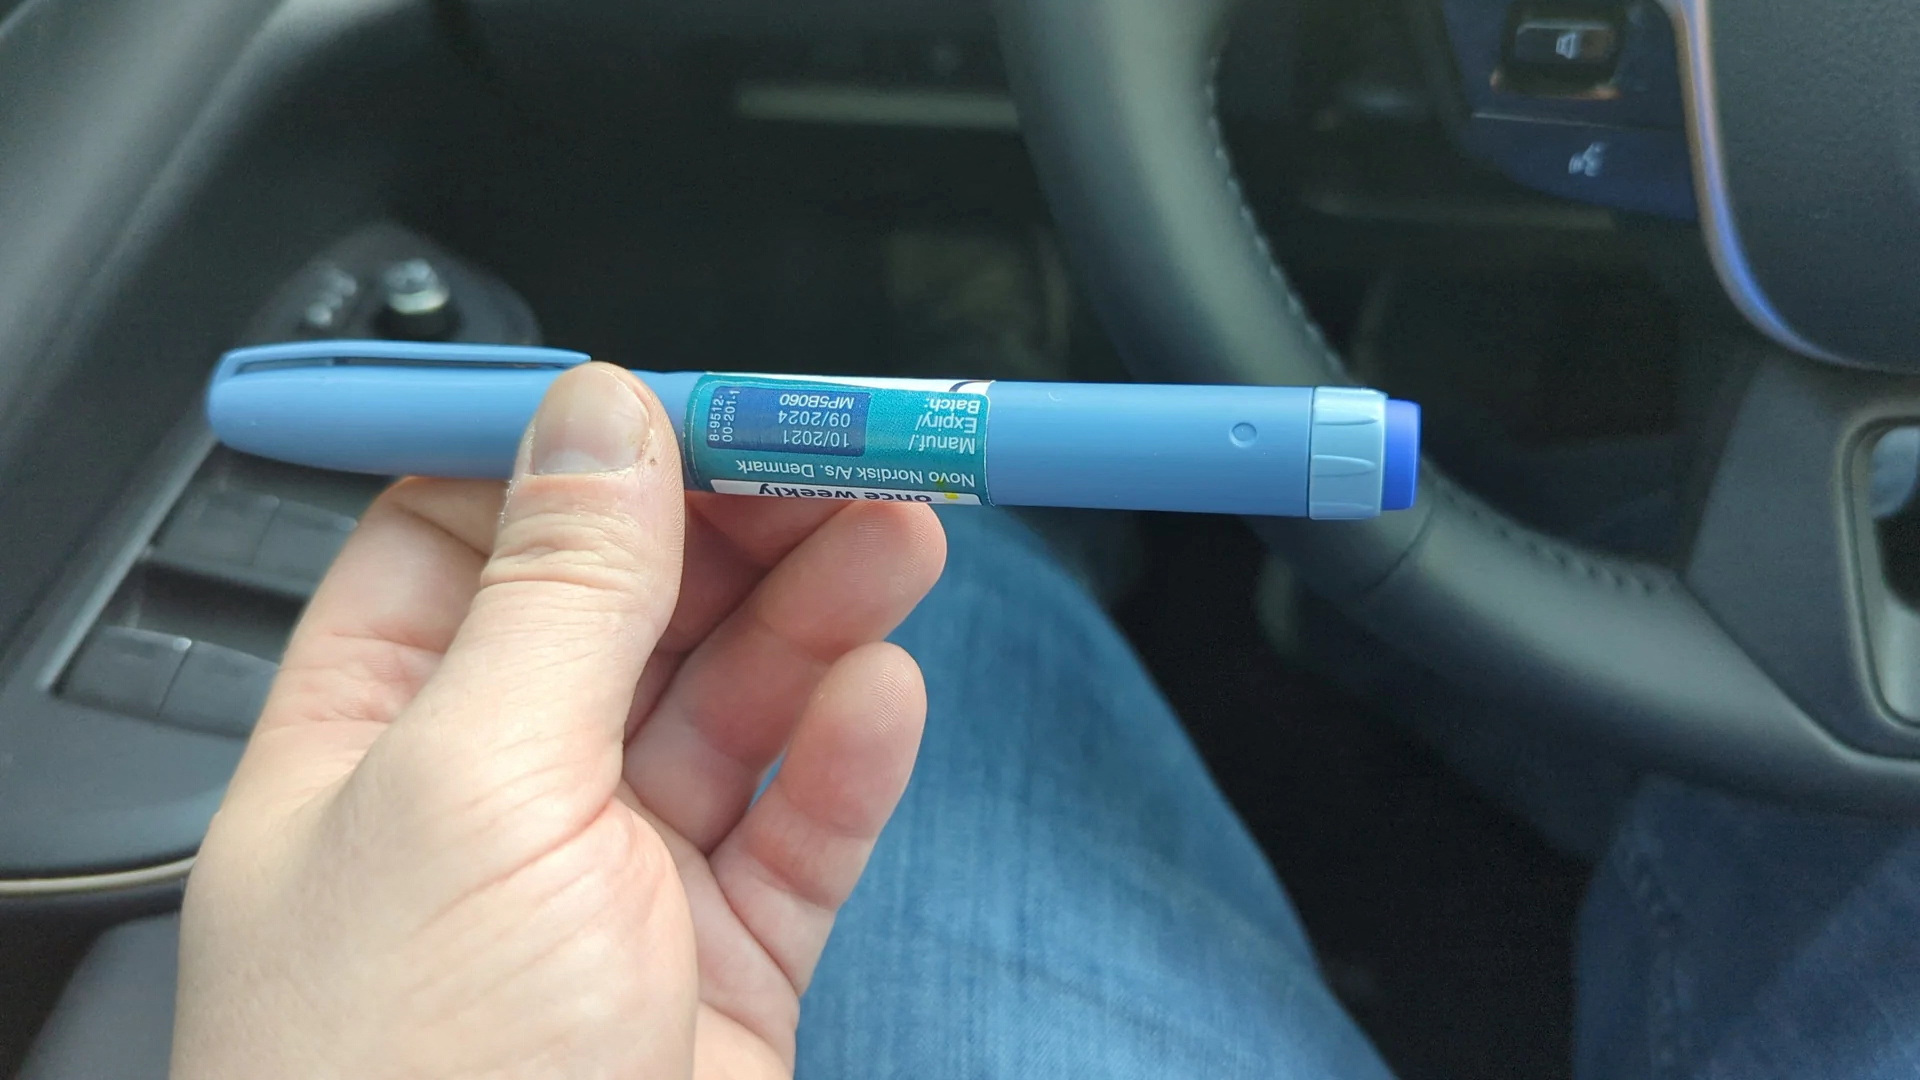 once weekly
Novo Nordisk A/s. Denmark
Manuf./ 10/2021
Expiry/ 09/2024
Batch: MP5B060
8-9512-
00-201-1